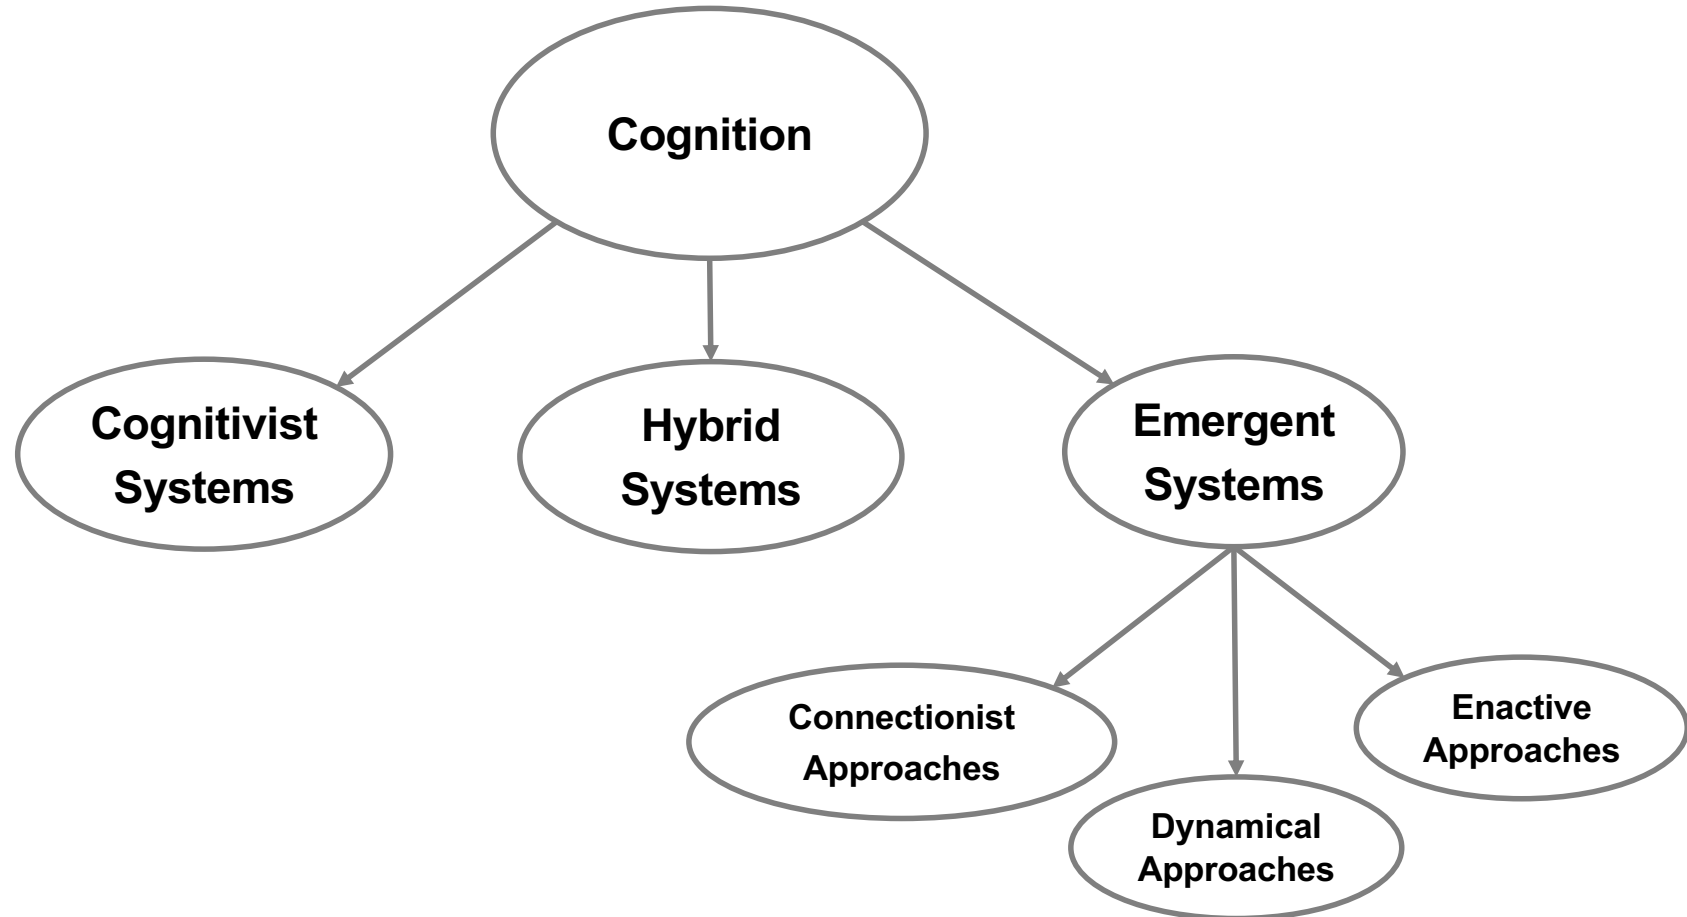 Cognition
Cognitivist
Systems
Hybrid
Systems
Emergent
Systems
Connectionist
Approaches
Dynamical
Approaches
Enactive
Approaches